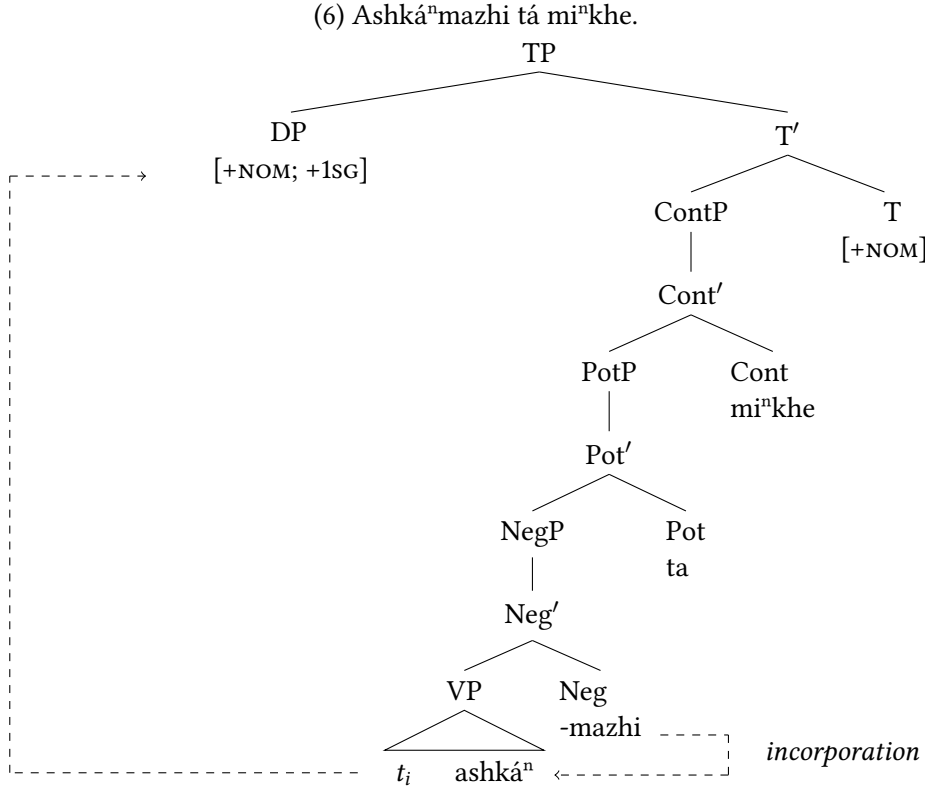 (6) Ashkáⁿmazhi tá miⁿkhe.
TP
DP T′
[+NOM; +1SG]
ContP T
[+NOM]
Cont′
PotP Cont
miⁿkhe
Pot′
NegP Pot
ta
Neg′
VP Neg
-mazhi
incorporation
tᵢ ashkáⁿ